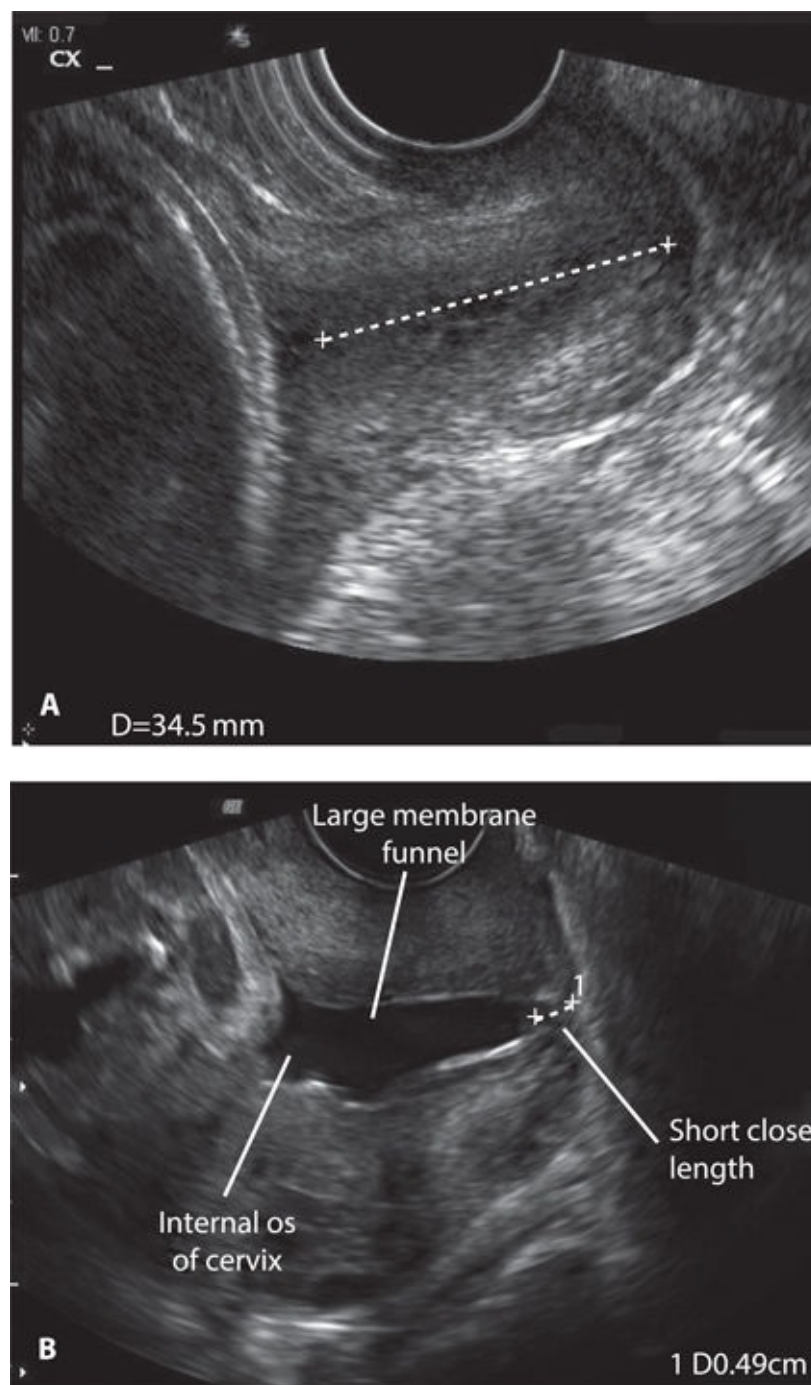 MI: 0.7
CX
A
D=34.5 mm
Large membrane
funnel
1
Short close
length
Internal os
of cervix
B
1 D0.49cm